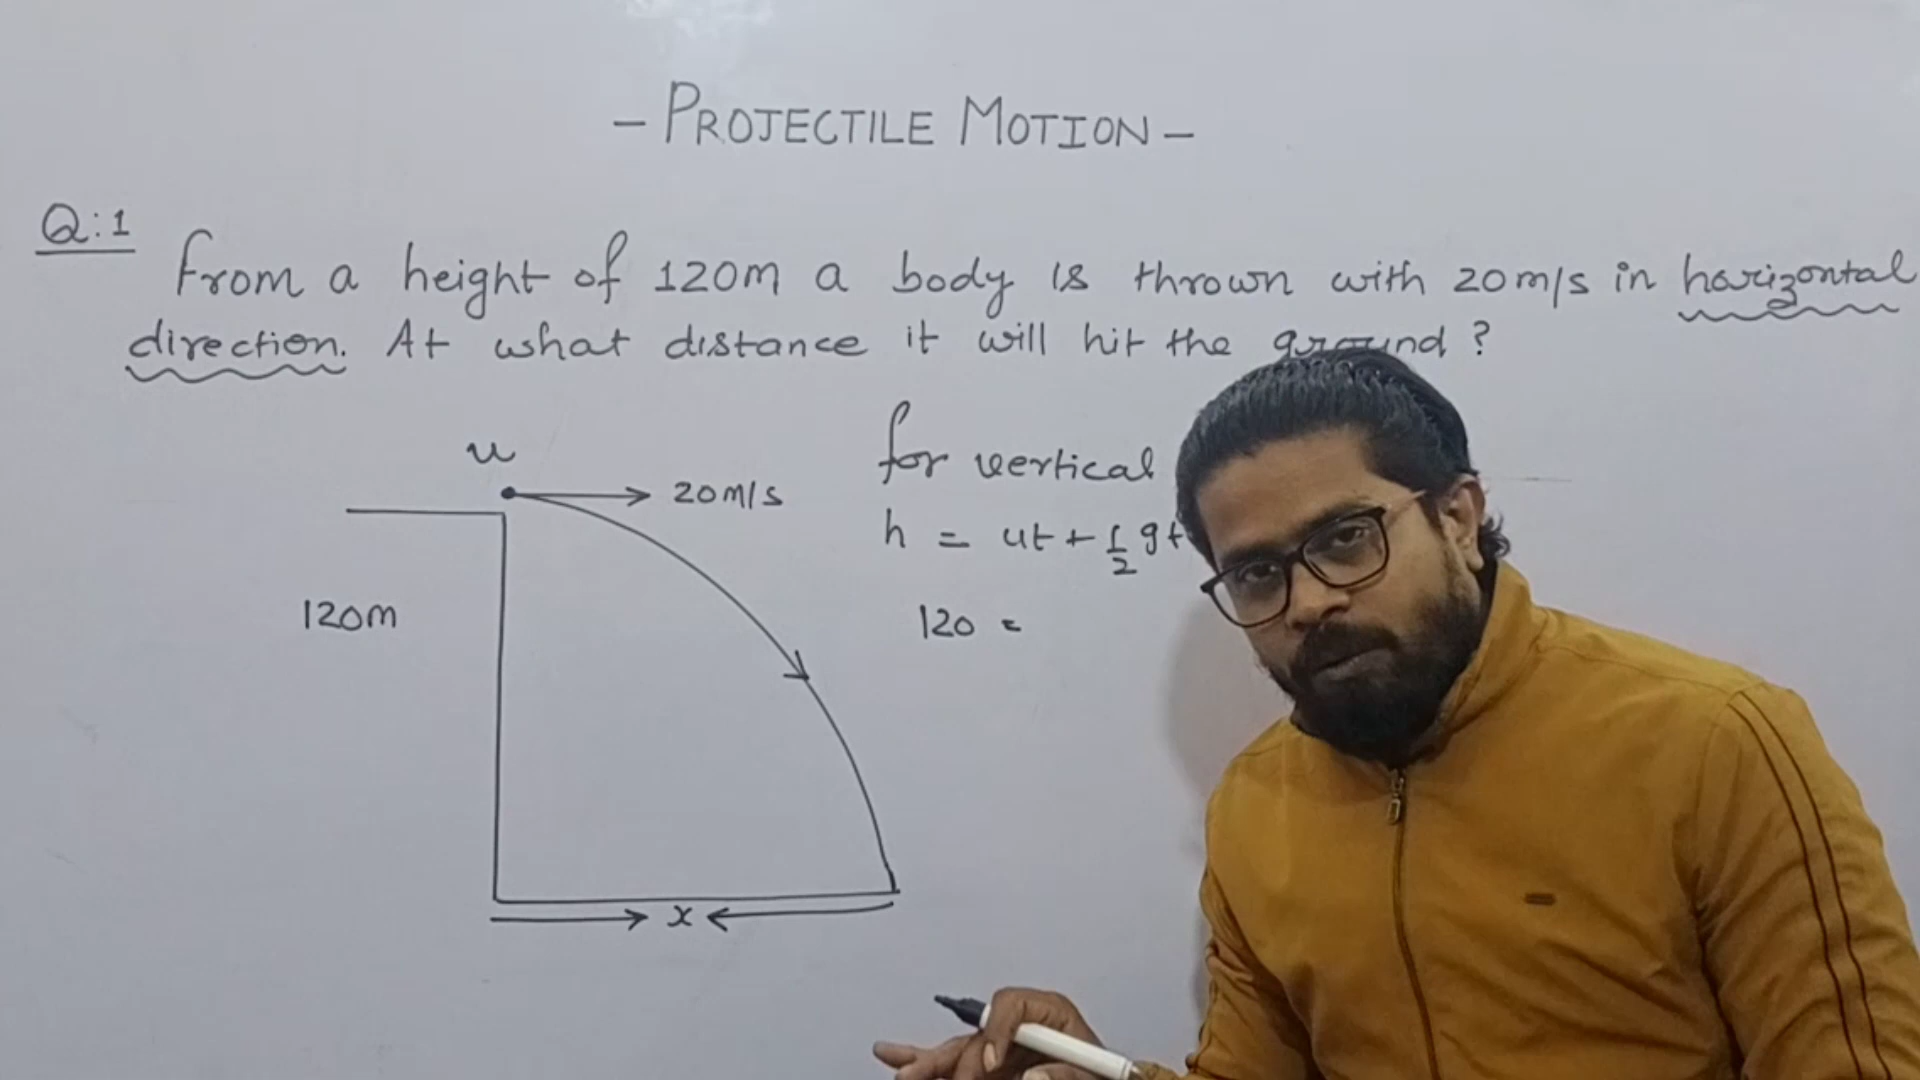 - PROJECTILE MOTION -
Q:1
From a height of 120m a body is thrown with 20m/s in horizontal
direction. At what distance it will hit the ground ?
u
20m/s
120m
x
for vertical
h = ut + 1/2 gt
120 =